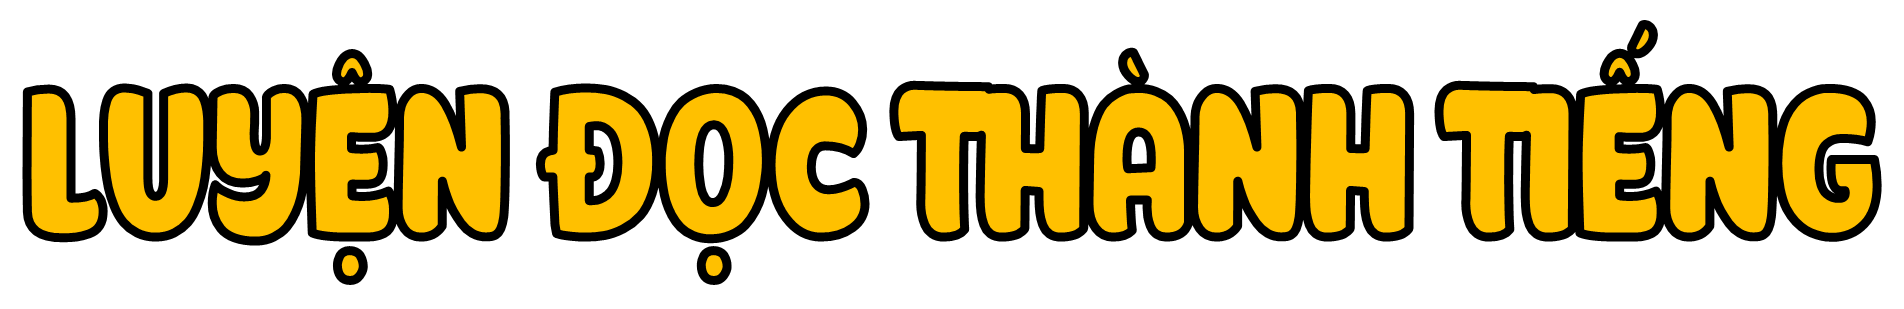 LUYỆN ĐỌC THÀNH TIẾNG